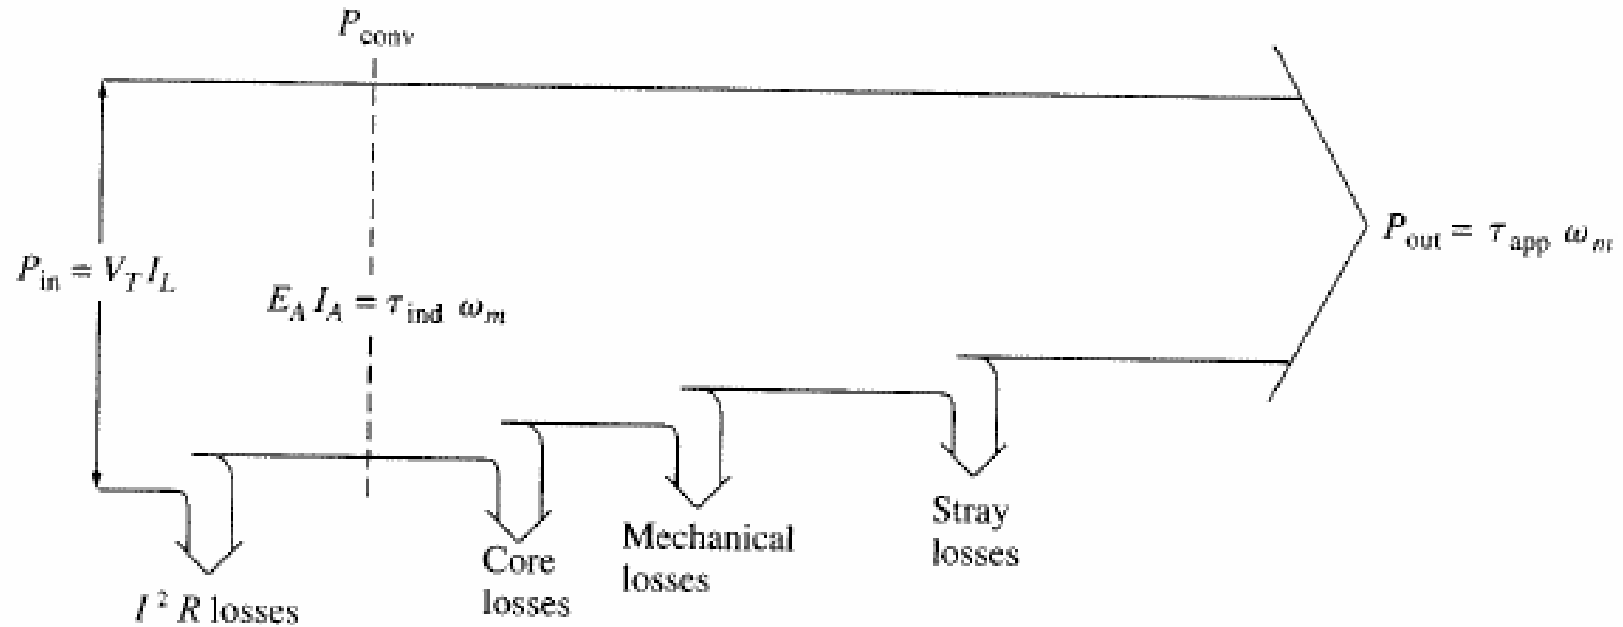 P_conv
P_in = V_T I_L
E_A I_A = τ_ind ω_m
P_out = τ_app ω_m
I² R losses
Core
losses
Mechanical
losses
Stray
losses